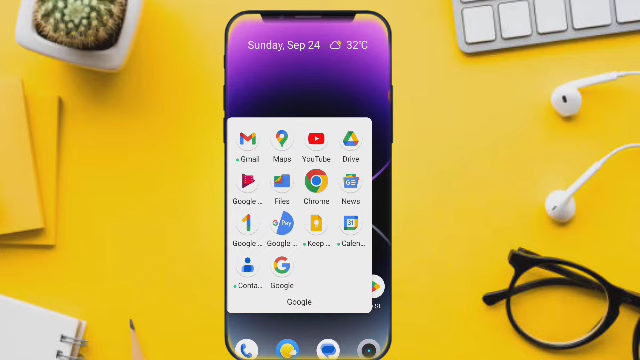 Sunday, Sep 24 32°C
Gmail Maps YouTube Drive
Google ... Files Chrome News
Google ... Google ... Keep ... Calen...
Conta... Google
Google